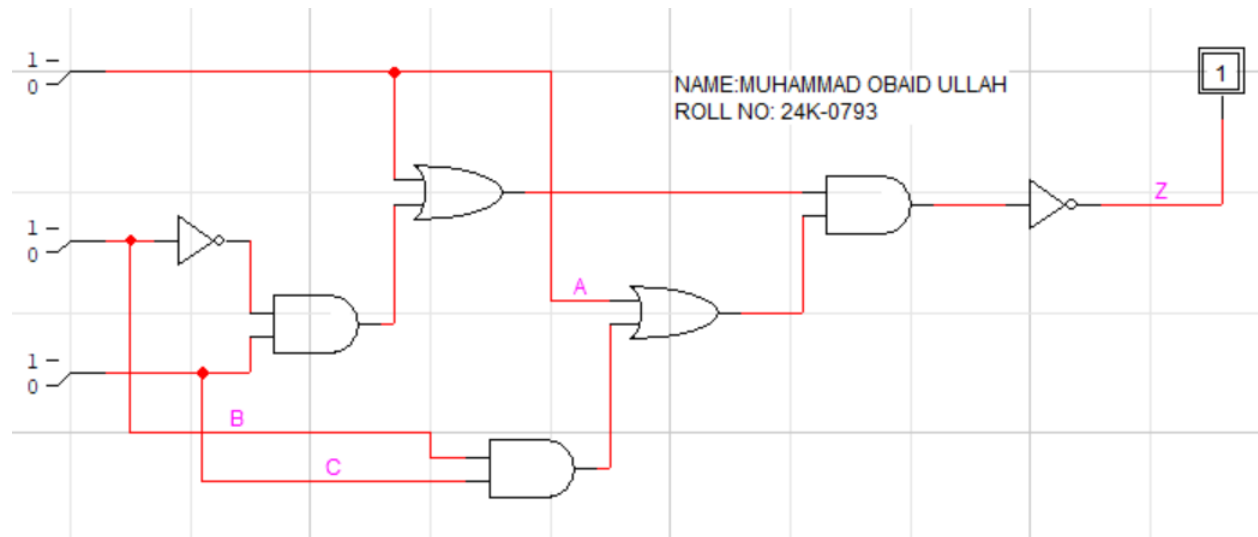 1
0
NAME:MUHAMMAD OBAID ULLAH
ROLL NO: 24K-0793
1
Z
1
0
A
1
0
B
C